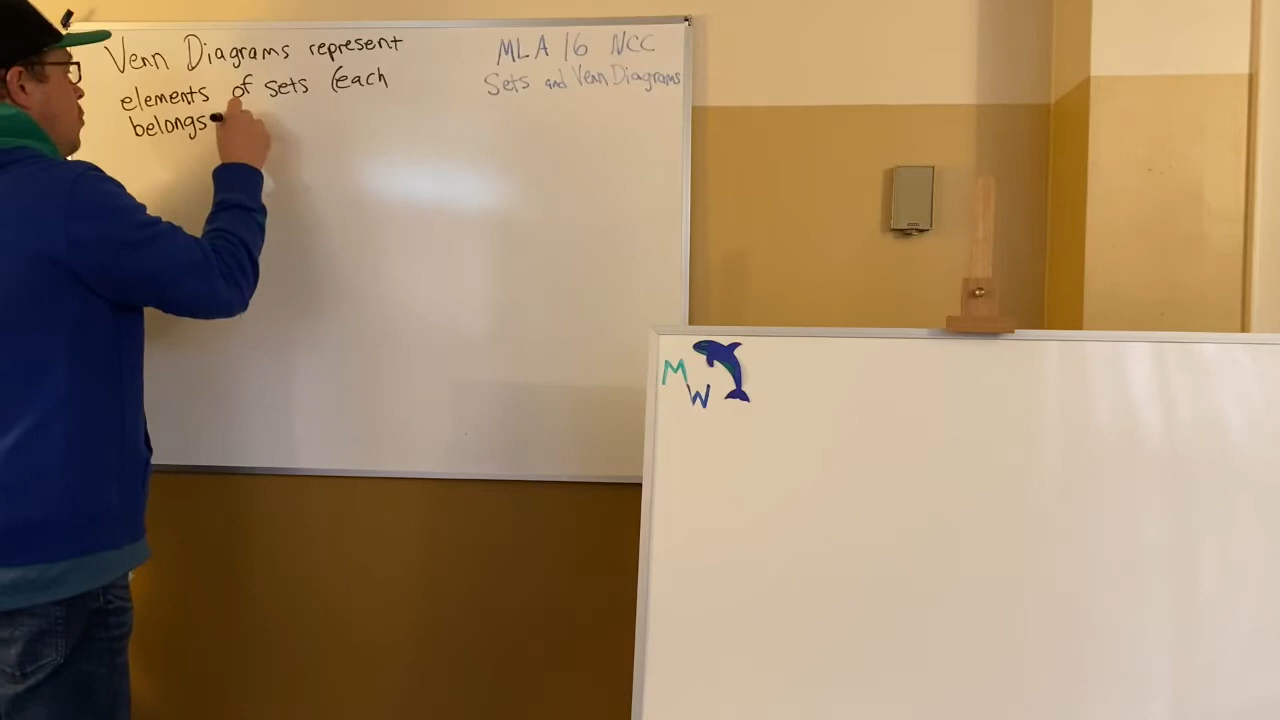 Venn Diagrams represent
elements of sets (each
belongs
MLA 16 NCC
Sets and Venn Diagrams
M
W